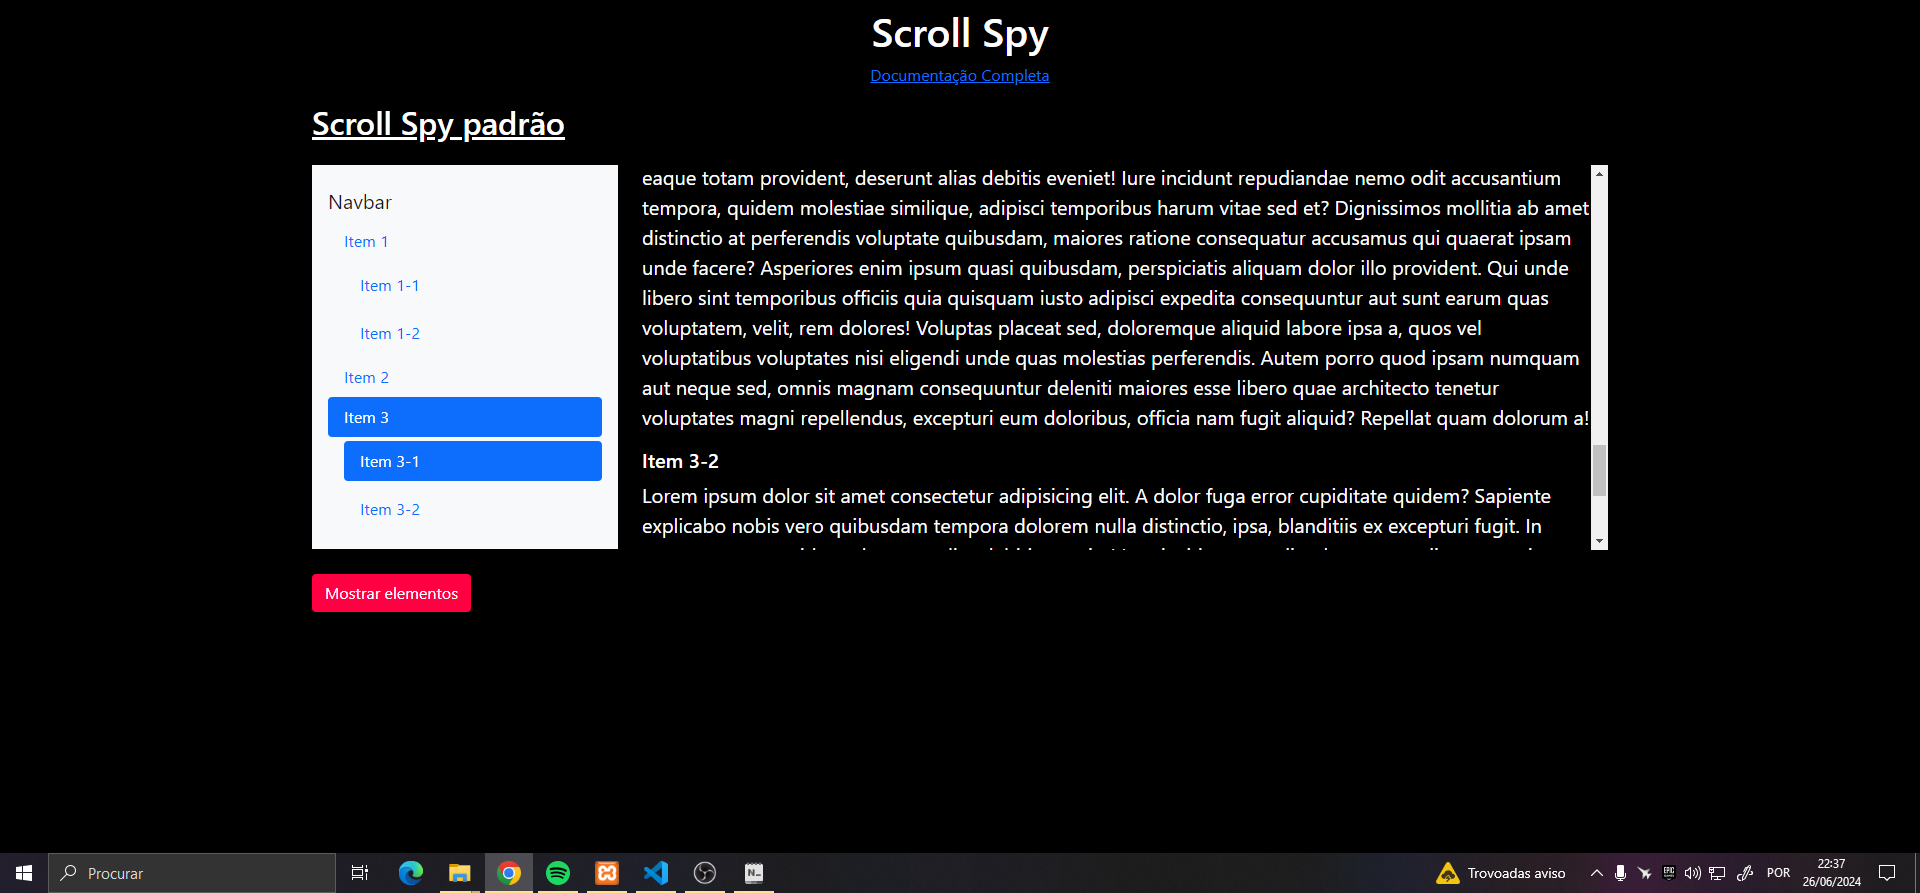 Scroll Spy
Documentação Completa
Scroll Spy padrão
Navbar
Item 1
Item 1-1
Item 1-2
Item 2
Item 3
Item 3-1
Item 3-2
eaque totam provident, deserunt alias debitis eveniet! Iure incidunt repudiandae nemo odit accusantium
tempora, quidem molestiae similique, adipisci temporibus harum vitae sed et? Dignissimos mollitia ab amet
distinctio at perferendis voluptate quibusdam, maiores ratione consequatur accusamus qui quaerat ipsam
unde facere? Asperiores enim ipsum quasi quibusdam, perspiciatis aliquam dolor illo provident. Qui unde
libero sint temporibus officiis quia quisquam iusto adipisci expedita consequuntur aut sunt earum quas
voluptatem, velit, rem dolores! Voluptas placeat sed, doloremque aliquid labore ipsa a, quos vel
voluptatibus voluptates nisi eligendi unde quas molestias perferendis. Autem porro quod ipsam numquam
aut neque sed, omnis magnam consequuntur deleniti maiores esse libero quae architecto tenetur
voluptates magni repellendus, excepturi eum doloribus, officia nam fugit aliquid? Repellat quam dolorum a!
Item 3-2
Lorem ipsum dolor sit amet consectetur adipisicing elit. A dolor fuga error cupiditate quidem? Sapiente
explicabo nobis vero quibusdam tempora dolorem nulla distinctio, ipsa, blanditiis ex excepturi fugit. In
Mostrar elementos
Procurar
Trovoadas aviso
POR
22:37
26/06/2024